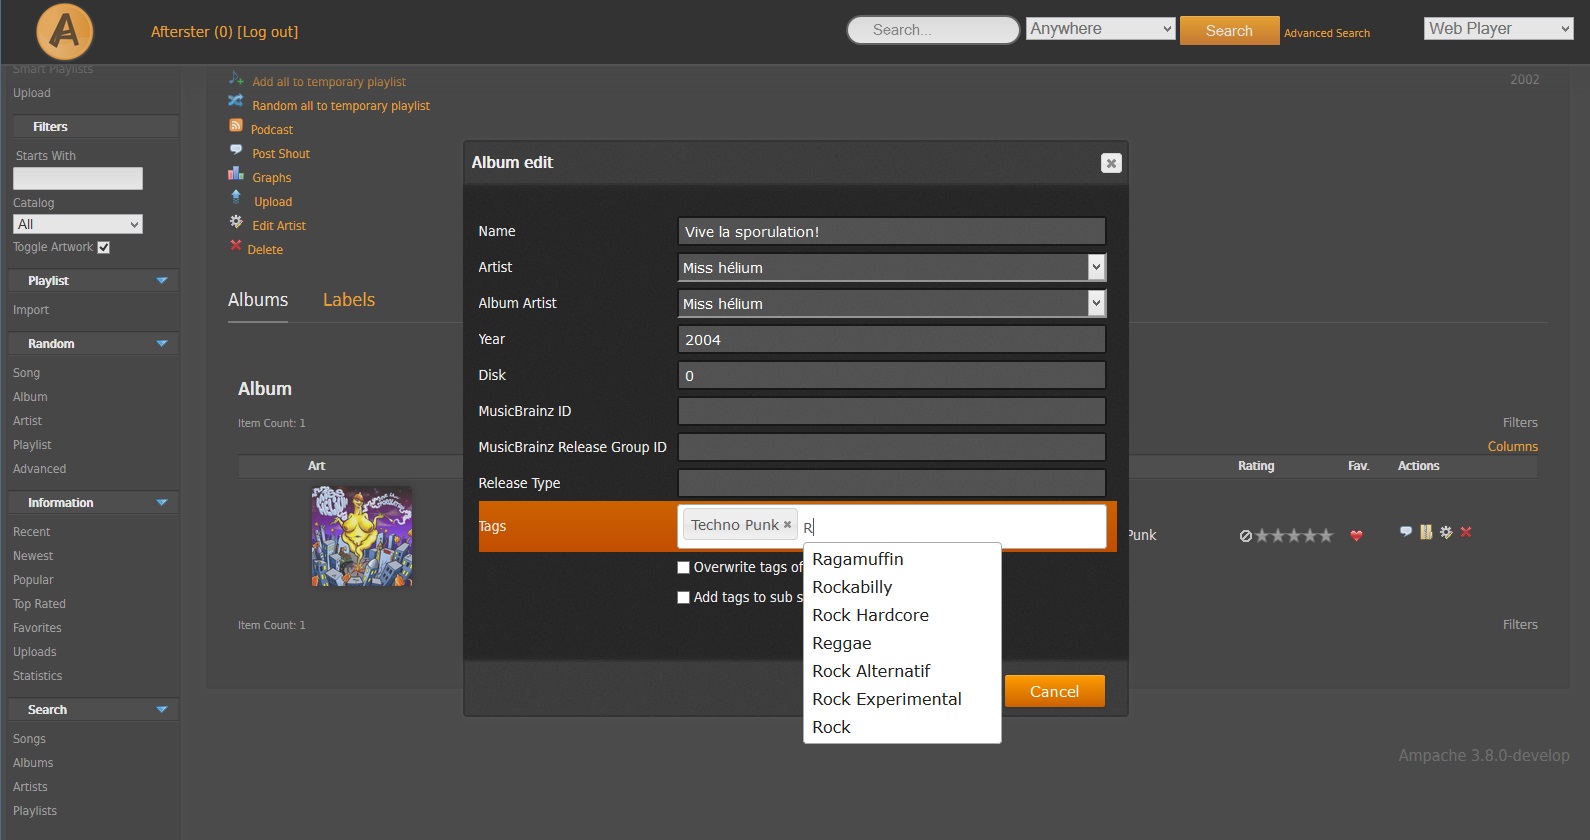 Afterster (0) [Log out]
Search...
Anywhere
Search
Advanced Search
Web Player
Smart Playlists
Upload
Filters
Starts With
Catalog
All
Toggle Artwork
Playlist
Import
Random
Song
Album
Artist
Playlist
Advanced
Information
Recent
Newest
Popular
Top Rated
Favorites
Uploads
Statistics
Search
Songs
Albums
Artists
Playlists
Add all to temporary playlist
Random all to temporary playlist
Podcast
Post Shout
Graphs
Upload
Edit Artist
Delete
2002
Albums
Labels
Album
Item Count: 1
Filters
Columns
Art
Rating
Fav.
Actions
Punk
Item Count: 1
Filters
Album edit
Name
Vive la sporulation!
Artist
Miss hélium
Album Artist
Miss hélium
Year
2004
Disk
0
MusicBrainz ID
MusicBrainz Release Group ID
Release Type
Tags
Techno Punk
R
Overwrite tags of
Add tags to sub s
Ragamuffin
Rockabilly
Rock Hardcore
Reggae
Rock Alternatif
Rock Experimental
Rock
Cancel
Ampache 3.8.0-develop